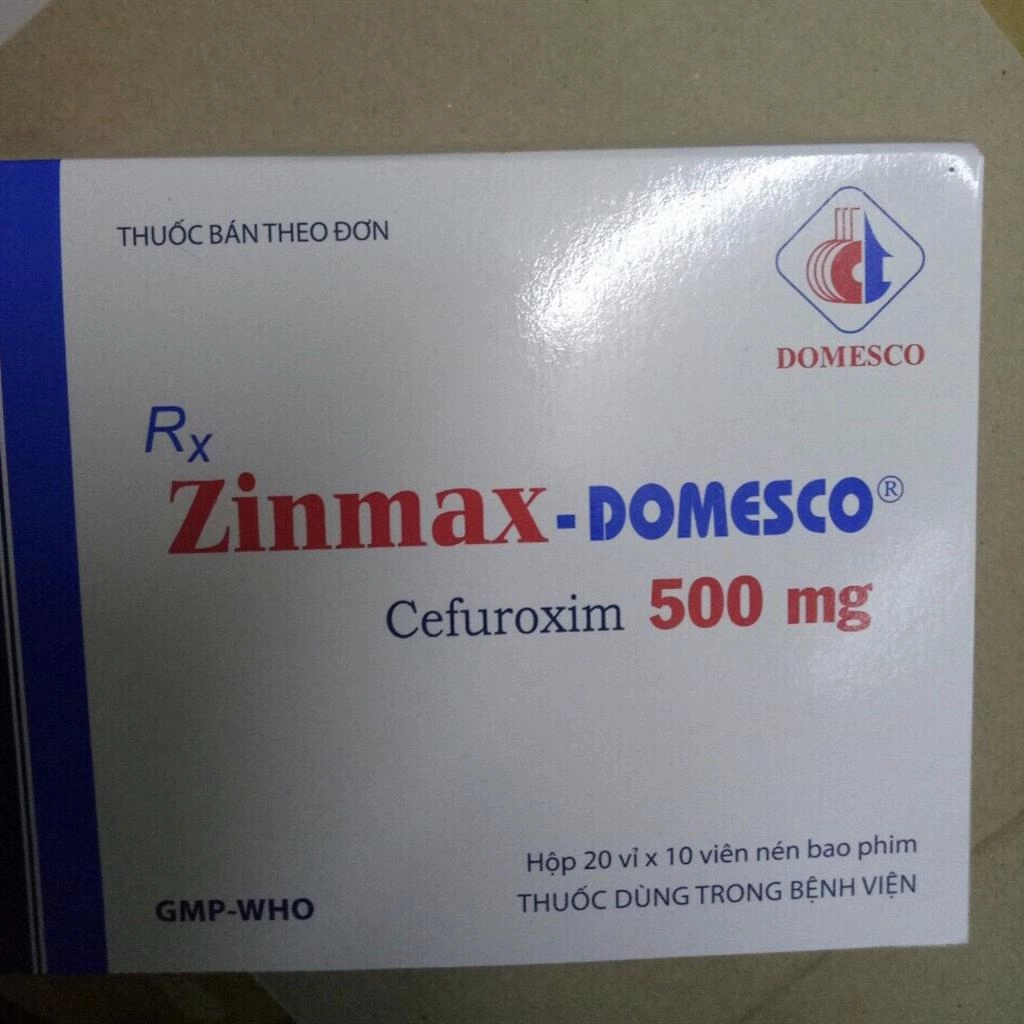 THUỐC BÁN THEO ĐƠN
DOMESCO
Rx
Zinmax-DOMESCO®
Cefuroxim 500 mg
Hộp 20 vỉ x 10 viên nén bao phim
THUỐC DÙNG TRONG BỆNH VIỆN
GMP-WHO